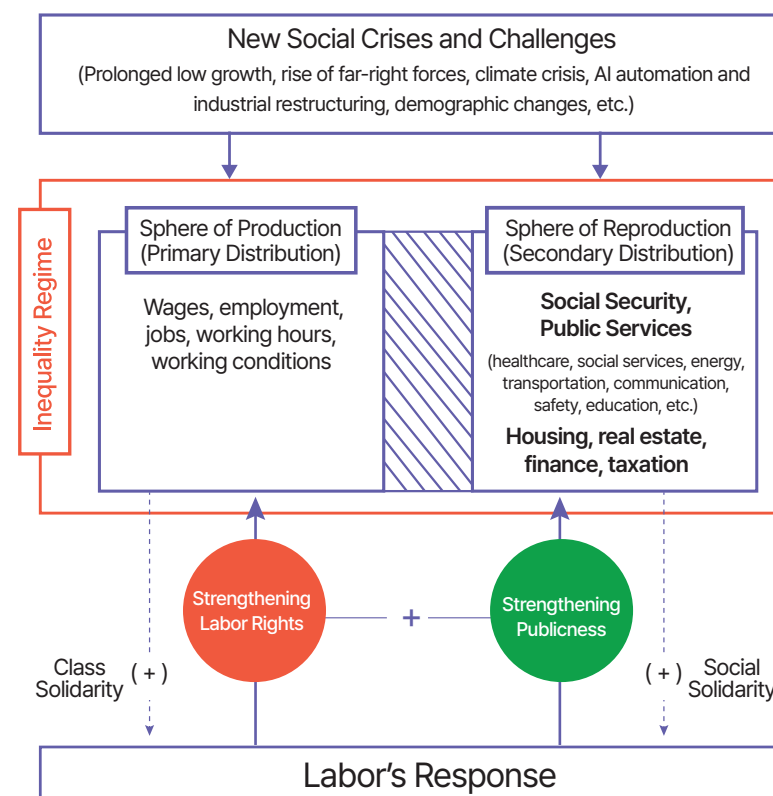 New Social Crises and Challenges
(Prolonged low growth, rise of far-right forces, climate crisis, AI automation and
industrial restructuring, demographic changes, etc.)
Inequality Regime
Sphere of Production
(Primary Distribution)
Wages, employment,
jobs, working hours,
working conditions
Sphere of Reproduction
(Secondary Distribution)
Social Security,
Public Services
(healthcare, social services, energy,
transportation, communication,
safety, education, etc.)
Housing, real estate,
finance, taxation
Strengthening
Labor Rights
+
Strengthening
Publicness
Class
Solidarity
(+)
(+)
Social
Solidarity
Labor's Response